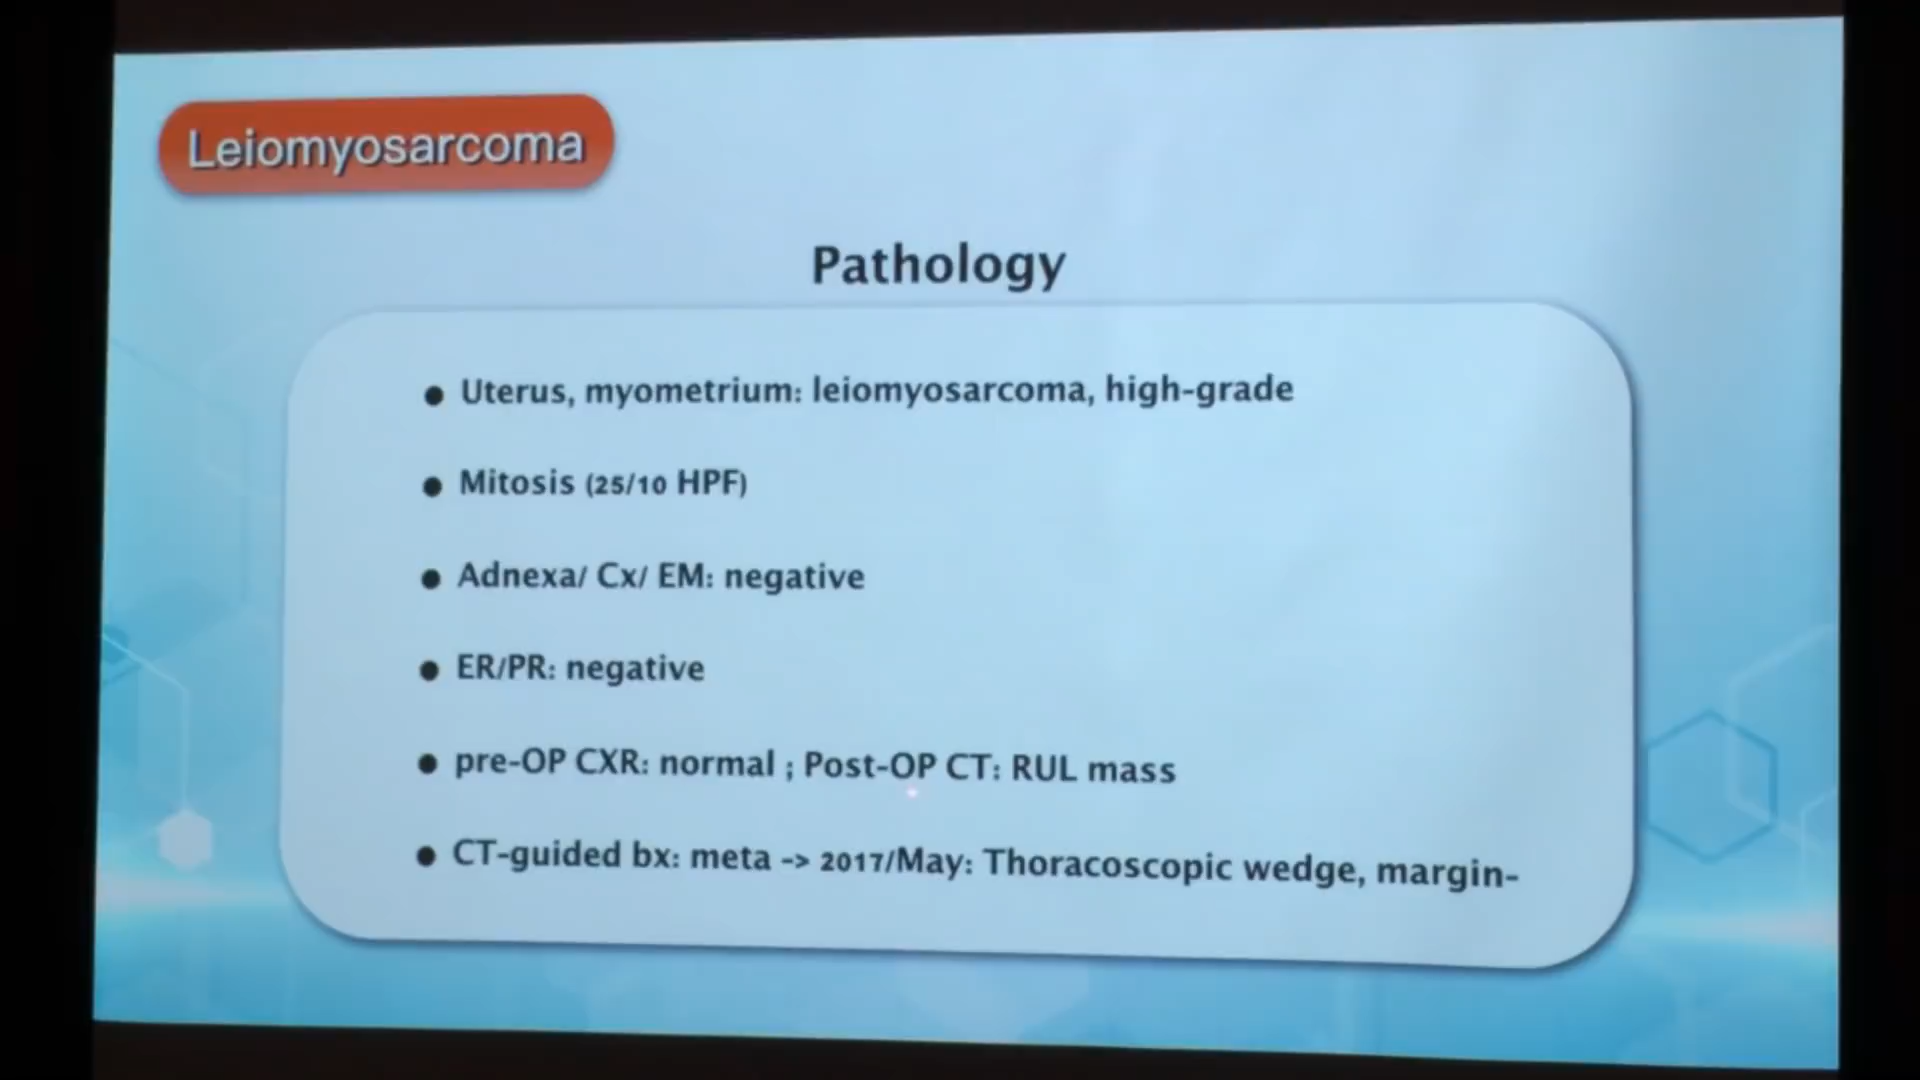 Leiomyosarcoma
Pathology
● Uterus, myometrium: leiomyosarcoma, high-grade
● Mitosis (25/10 HPF)
● Adnexa/ Cx/ EM: negative
● ER/PR: negative
● pre-OP CXR: normal ; Post-OP CT: RUL mass
● CT-guided bx: meta -> 2017/May: Thoracoscopic wedge, margin-